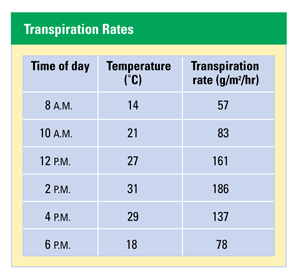 Transpiration Rates
Time of day Temperature Transpiration
(˚C) rate (g/m²/hr)
8 A.M. 14 57
10 A.M. 21 83
12 P.M. 27 161
2 P.M. 31 186
4 P.M. 29 137
6 P.M. 18 78